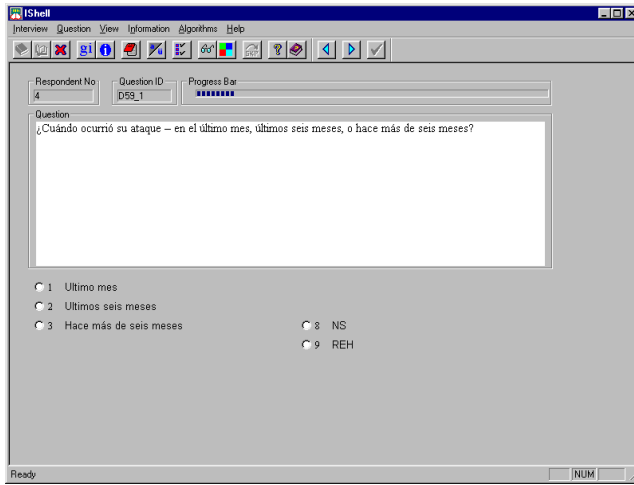 IShell
Interview Question View Information Algorithms Help
gi
SKIP
Respondent No Question ID Progress Bar
4 D59_1
Question
¿Cuándo ocurrió su ataque -- en el último mes, últimos seis meses, o hace más de seis meses?
1 Ultimo mes
2 Ultimos seis meses
3 Hace más de seis meses 8 NS
9 REH
Ready NUM